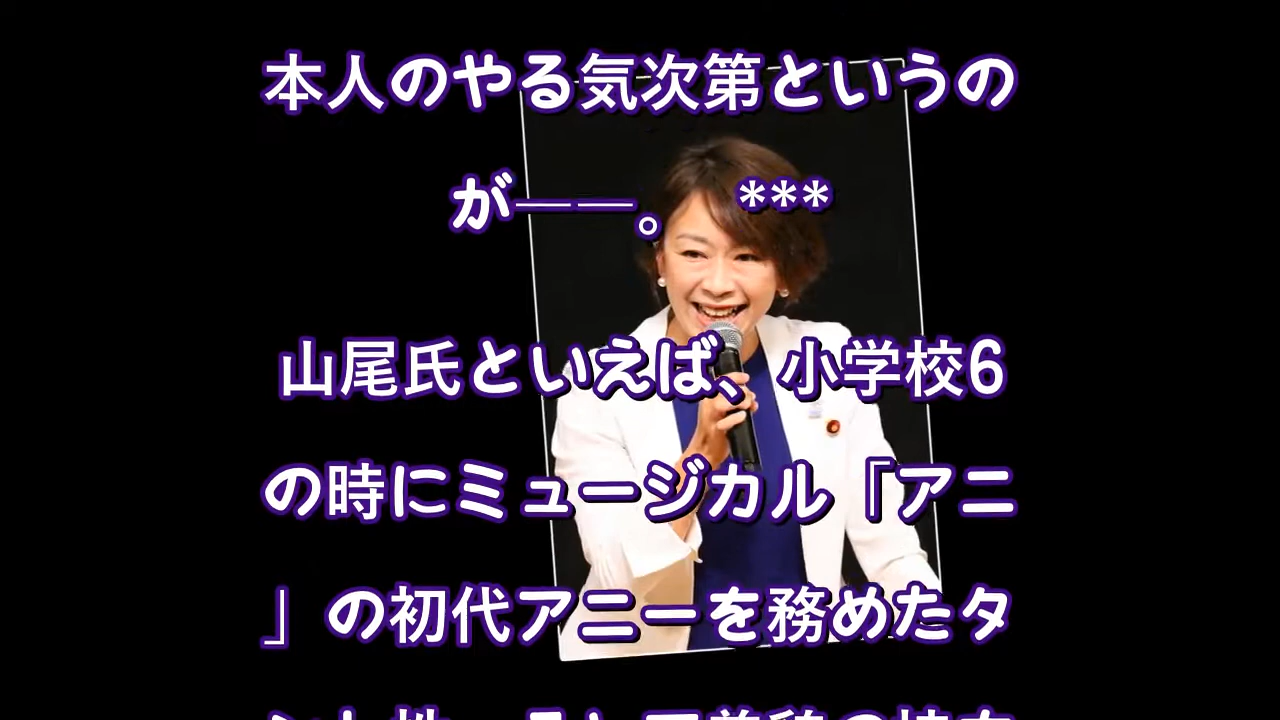 本人のやる気次第というの
が――。 ***
山尾氏といえば、小学校6
の時にミュージカル「アニ
」の初代アニーを務めたタ